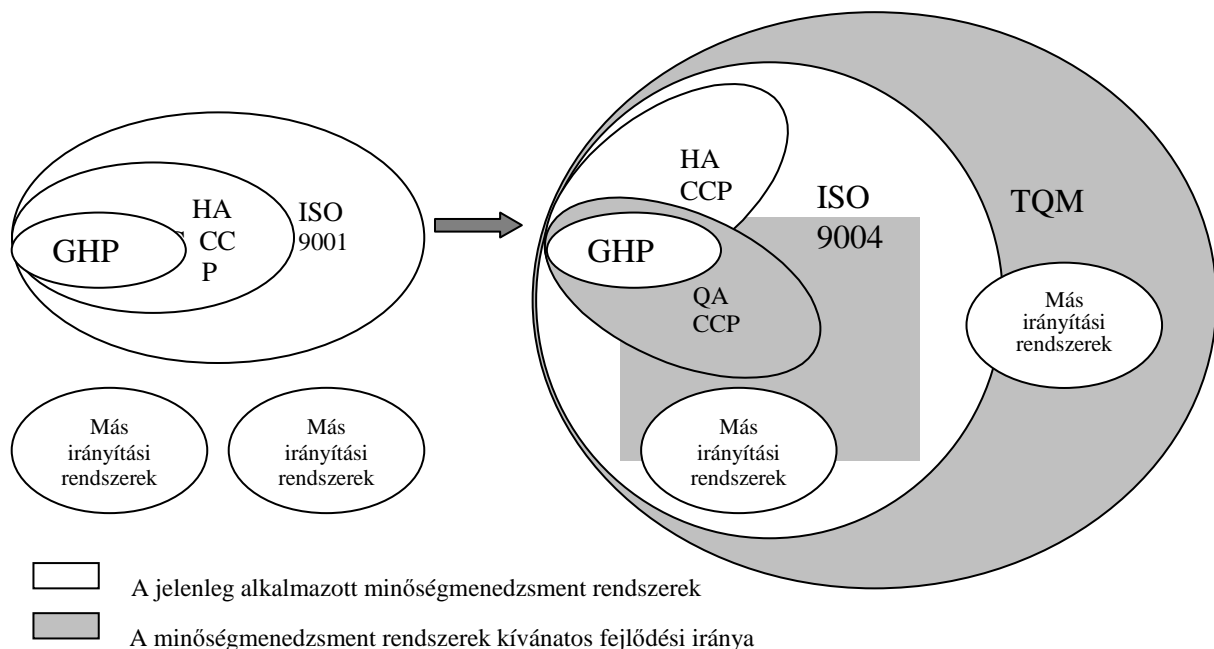 GHP
HA
CC
P
ISO
9001
Más
irányítási
rendszerek
Más
irányítási
rendszerek
HA
CCP
GHP
QA
CCP
ISO
9004
TQM
Más
irányítási
rendszerek
Más
irányítási
rendszerek
A jelenleg alkalmazott minőségmenedzsment rendszerek
A minőségmenedzsment rendszerek kívánatos fejlődési iránya